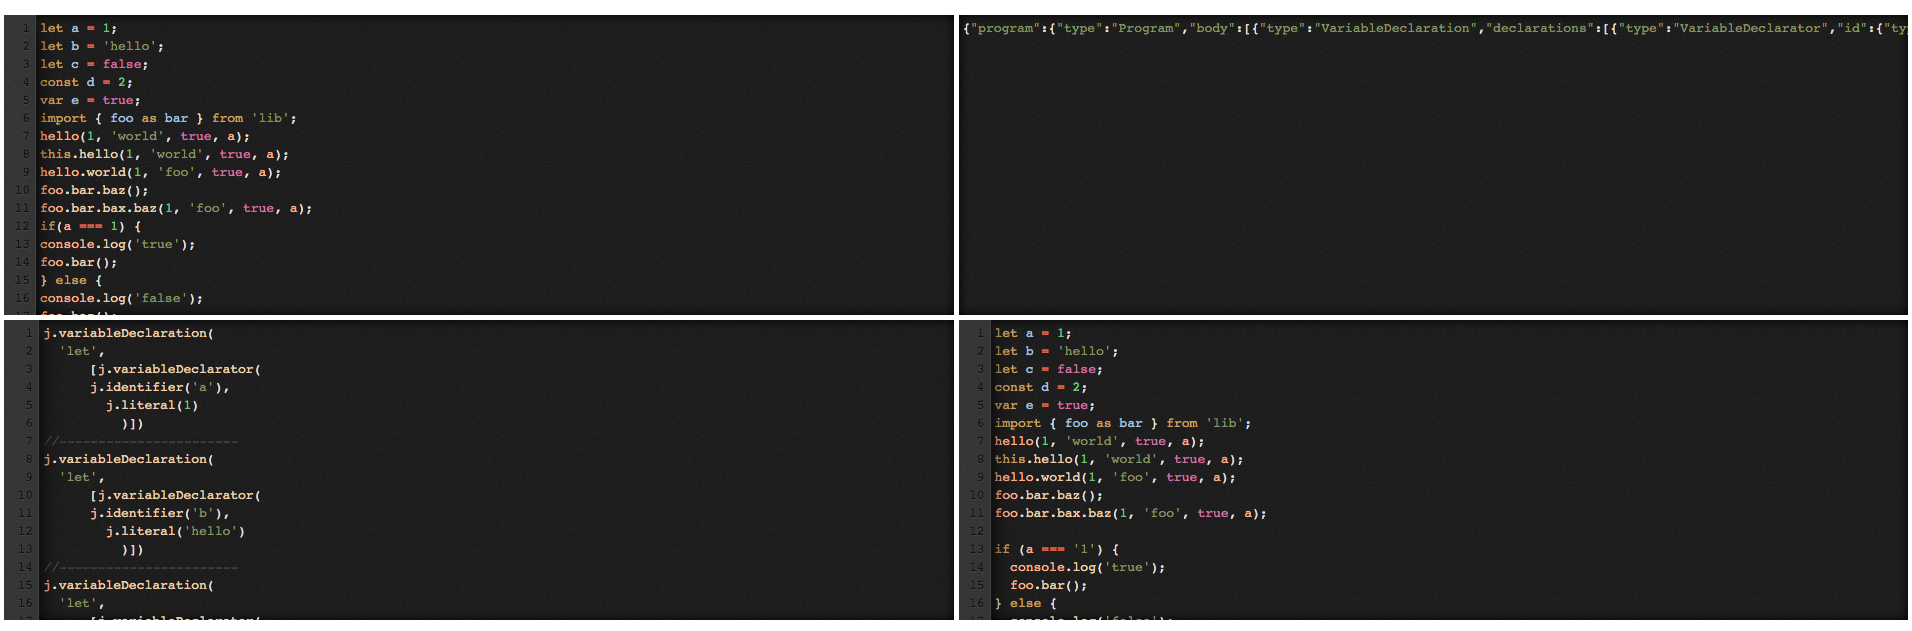 1 let a = 1;
2 let b = 'hello';
3 let c = false;
4 const d = 2;
5 var e = true;
6 import { foo as bar } from 'lib';
7 hello(1, 'world', true, a);
8 this.hello(1, 'world', true, a);
9 hello.world(1, 'foo', true, a);
10 foo.bar.baz();
11 foo.bar.bax.baz(1, 'foo', true, a);
12 if(a === 1) {
13 console.log('true');
14 foo.bar();
15 } else {
16 console.log('false');
{"program":{"type":"Program","body":[{"type":"VariableDeclaration","declarations":[{"type":"VariableDeclarator","id":{"ty
1 j.variableDeclaration(
2 'let',
3 [j.variableDeclarator(
4 j.identifier('a'),
5 j.literal(1)
6 )])
7 //-----------------------
8 j.variableDeclaration(
9 'let',
10 [j.variableDeclarator(
11 j.identifier('b'),
12 j.literal('hello')
13 )])
14 //-----------------------
15 j.variableDeclaration(
16 'let',
1 let a = 1;
2 let b = 'hello';
3 let c = false;
4 const d = 2;
5 var e = true;
6 import { foo as bar } from 'lib';
7 hello(1, 'world', true, a);
8 this.hello(1, 'world', true, a);
9 hello.world(1, 'foo', true, a);
10 foo.bar.baz();
11 foo.bar.bax.baz(1, 'foo', true, a);
12
13 if (a === '1') {
14 console.log('true');
15 foo.bar();
16 } else {